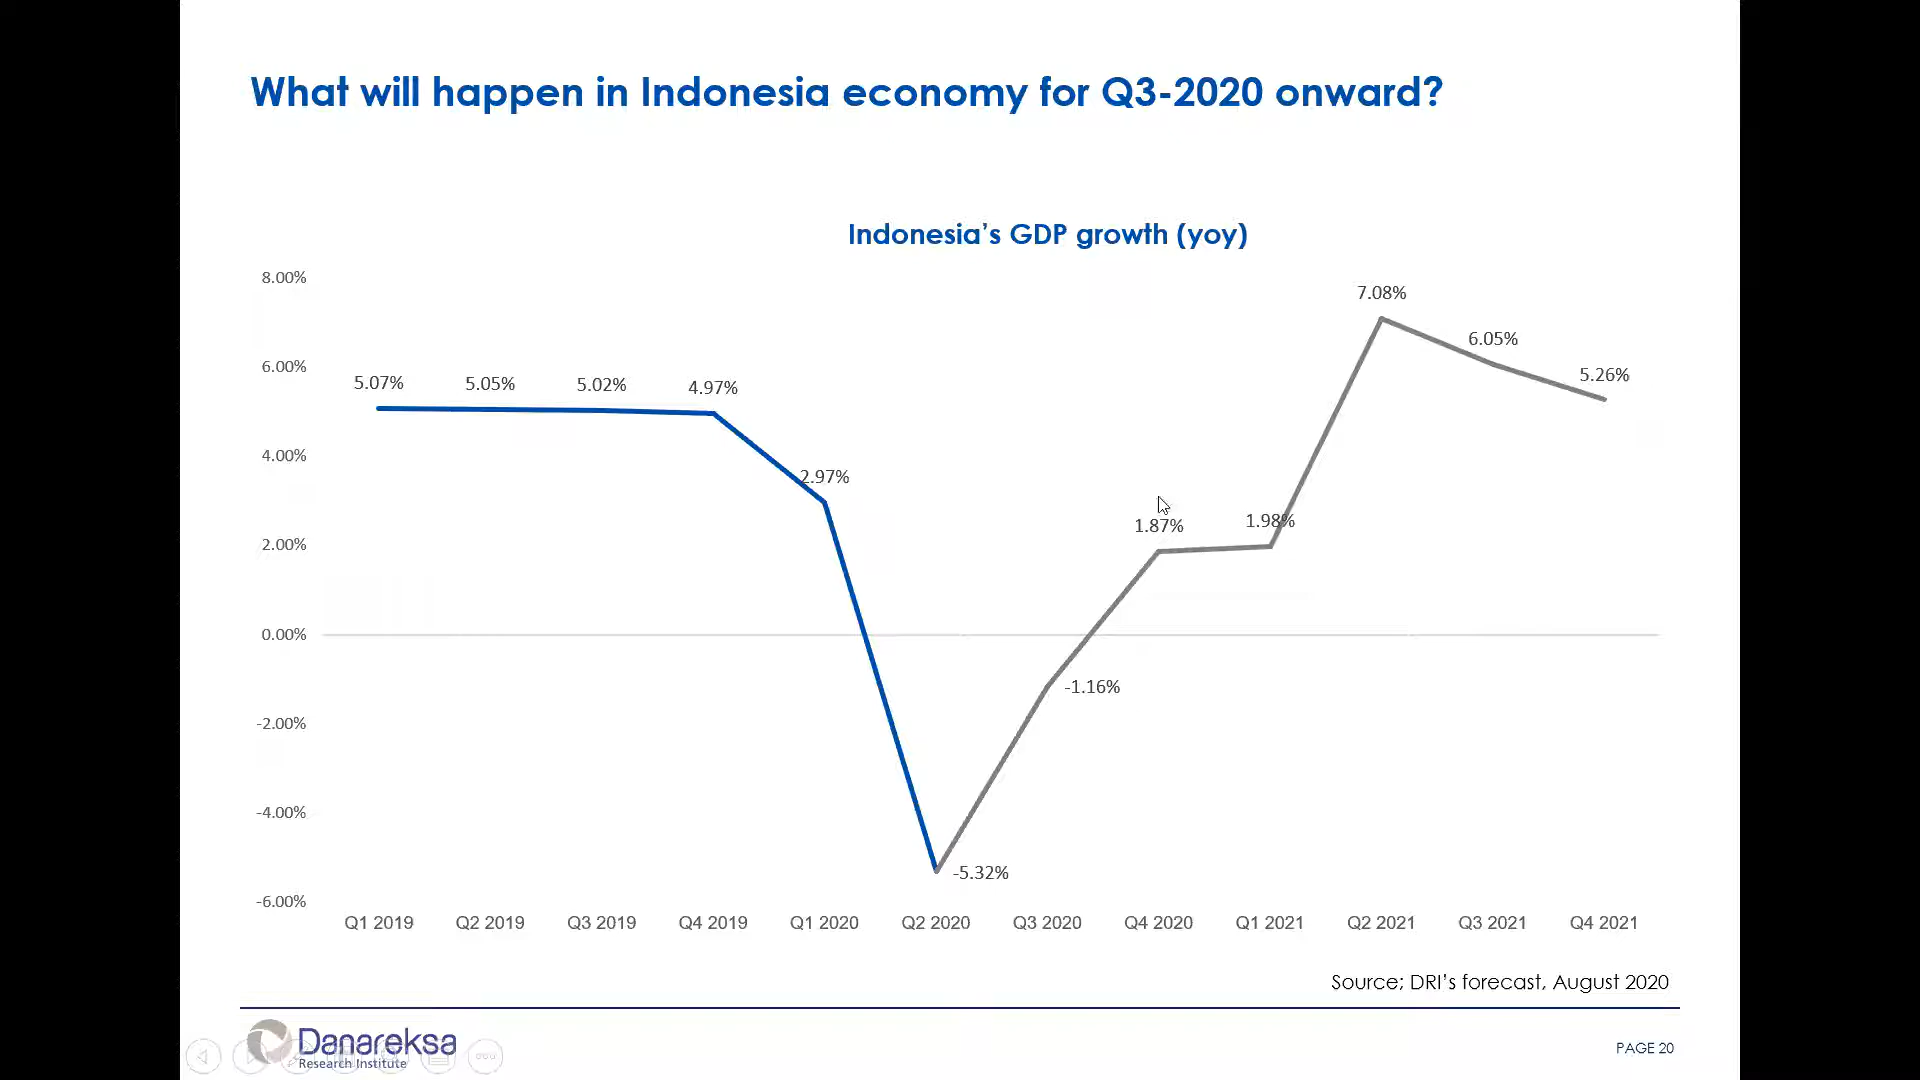 What will happen in Indonesia economy for Q3-2020 onward?
Indonesia’s GDP growth (yoy)
8.00%
6.00%
4.00%
2.00%
0.00%
-2.00%
-4.00%
-6.00%
5.07%
5.05%
5.02%
4.97%
2.97%
-5.32%
-1.16%
1.87%
1.98%
7.08%
6.05%
5.26%
Q1 2019 Q2 2019 Q3 2019 Q4 2019 Q1 2020 Q2 2020 Q3 2020 Q4 2020 Q1 2021 Q2 2021 Q3 2021 Q4 2021
Source; DRI’s forecast, August 2020
Danareksa
Research Institute
PAGE 20